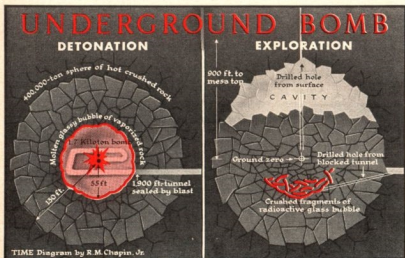 UNDERGROUND BOMB
DETONATION
400,000-ton sphere of hot crushed rock
Molten glassy bubble of vaporized rock
1.7 Kiloton bomb
55 ft
130 ft.
1,900 ft tunnel
sealed by blast
TIME Diagram by R.M. Chapin, Jr.
EXPLORATION
900 ft. to
mesa top
Drilled hole
from surface
CAVITY
Ground zero
Drilled hole from
blocked tunnel
Crushed fragments of
radioactive glass bubble